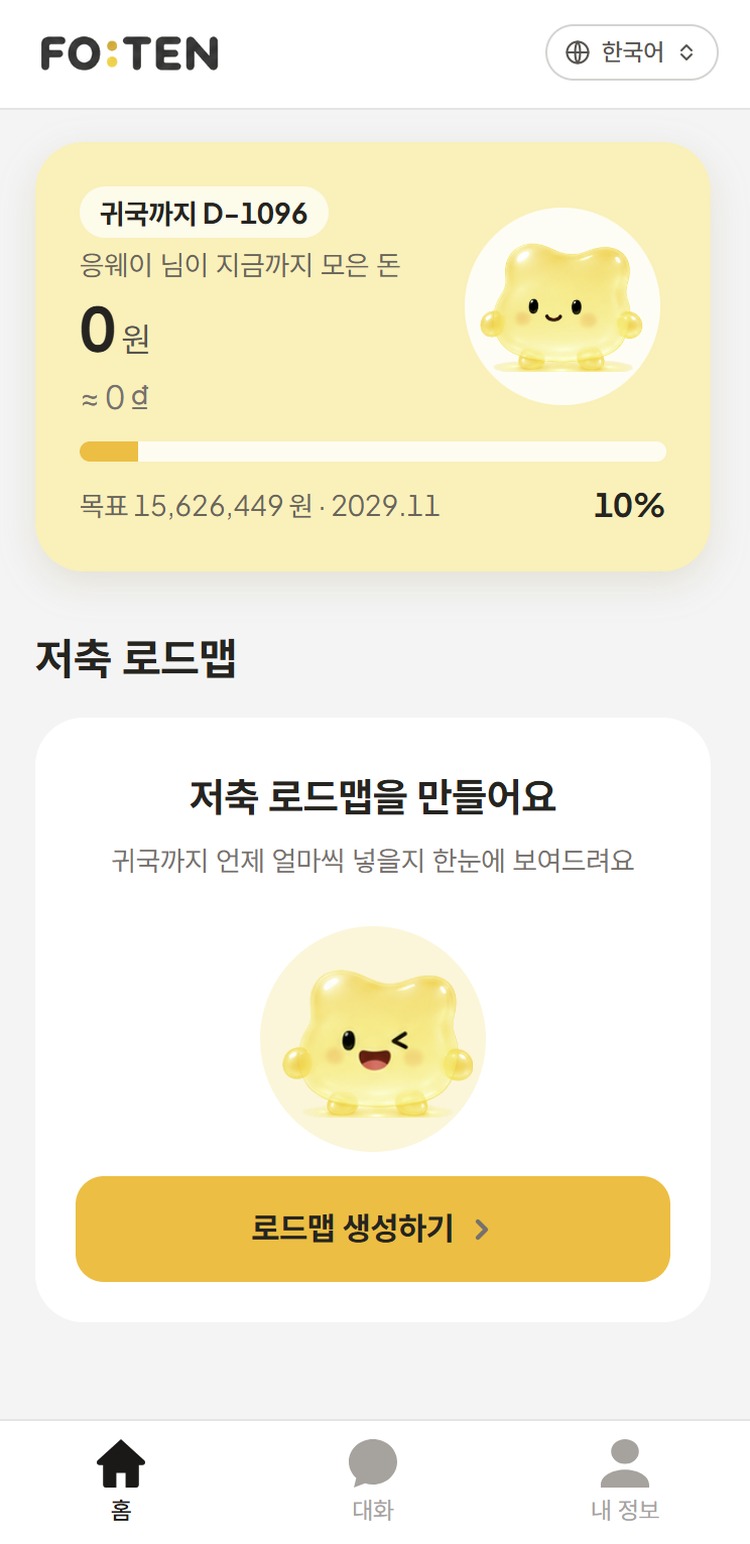 FO:TEN
한국어
귀국까지 D-1096
응웨이 님이 지금까지 모은 돈
0원
≈ 0 ₫
목표 15,626,449 원 · 2029.11
10%
저축 로드맵
저축 로드맵을 만들어요
귀국까지 언제 얼마씩 넣을지 한눈에 보여드려요
로드맵 생성하기
홈
대화
내 정보